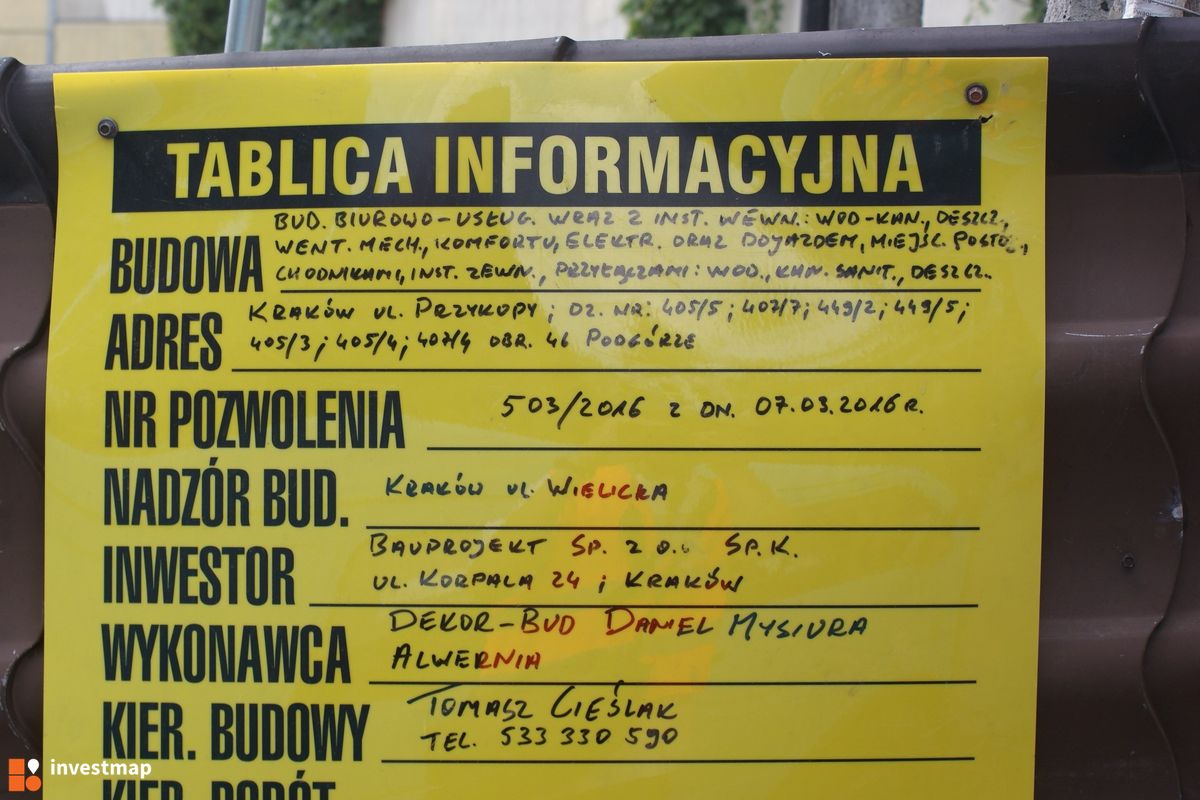 TABLICA INFORMACYJNA
BUD. BIUROWO-USŁUG. WRAZ Z INST. WEWN.: WOD-KAN., DESZCZ.,
BUDOWA WENT. MECH., KOMFORTU, ELEKTR. ORAZ DOJAZDEM, MIEJSC. POSTOJ.,
CHODNIKAMI, INST. ZEWN., PRZYŁĄCZAMI: WOD., KAN. SANIT., DESZCZ.
ADRES KRAKÓW UL. PRZYKOPY; DZ. NR: 405/5; 407/7; 449/2; 449/5;
405/3; 405/4; 407/4 OBR. 46 PODGÓRZE
NR POZWOLENIA 503/2016 Z DN. 07.03.2016 R.
NADZÓR BUD. KRAKÓW UL. WIELICKA
INWESTOR BAUPROJEKT SP. Z O.O SP.K.
UL. KORPALA 24; KRAKÓW
WYKONAWCA DEKOR-BUD DANIEL MYSIURA
ALWERNIA
KIER. BUDOWY TOMASZ CIEŚLAK
TEL. 533 330 590
KIER. ROBÓT
investmap